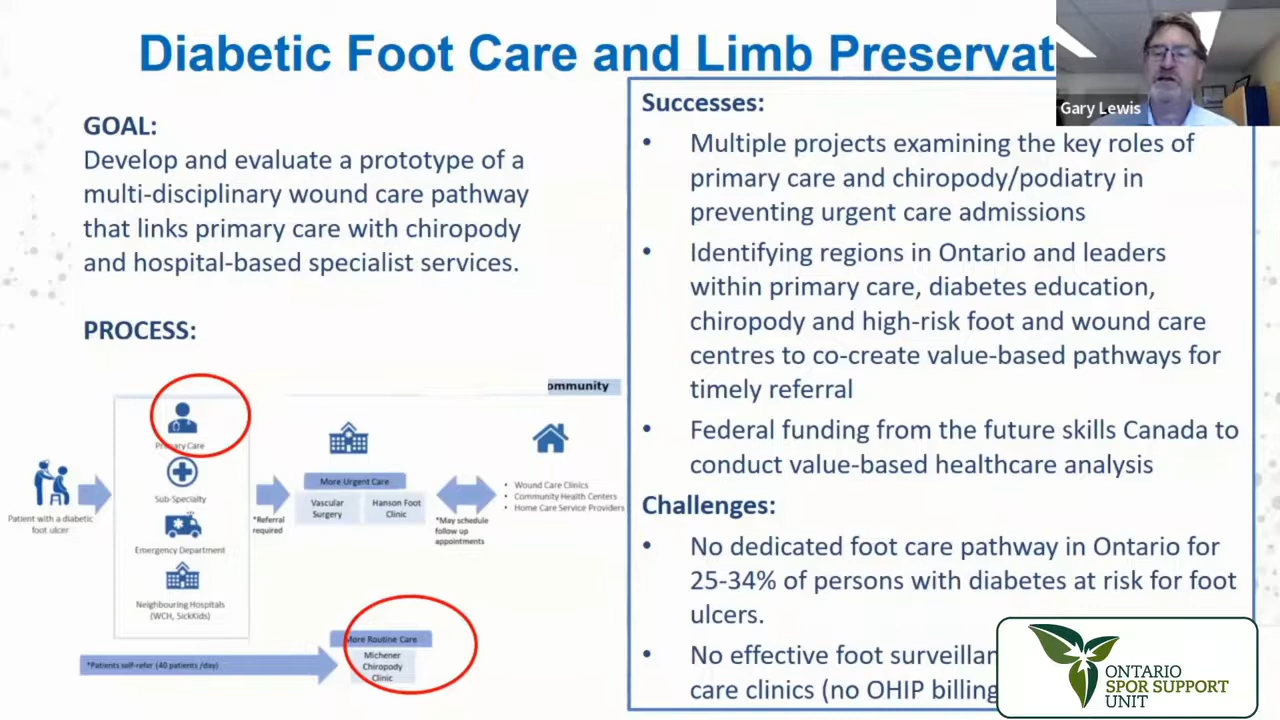 Diabetic Foot Care and Limb Preservat
Gary Lewis
GOAL:
Develop and evaluate a prototype of a
multi-disciplinary wound care pathway
that links primary care with chiropody
and hospital-based specialist services.
PROCESS:
ommunity
Primary Care
Sub-Specialty
Emergency Department
Neighbouring Hospitals
(WCH, SickKids)
Patient with a diabetic
foot ulcer
*Referral
required
More Urgent Care
Vascular
Surgery
Hanson Foot
Clinic
*May schedule
follow up
appointments
• Wound Care Clinics
• Community Health Centers
• Home Care Service Providers
*Patients self-refer (40 patients /day)
More Routine Care
Michener
Chiropody
Clinic
Successes:
• Multiple projects examining the key roles of
primary care and chiropody/podiatry in
preventing urgent care admissions
• Identifying regions in Ontario and leaders
within primary care, diabetes education,
chiropody and high-risk foot and wound care
centres to co-create value-based pathways for
timely referral
• Federal funding from the future skills Canada to
conduct value-based healthcare analysis
Challenges:
• No dedicated foot care pathway in Ontario for
25-34% of persons with diabetes at risk for foot
ulcers.
• No effective foot surveillan
care clinics (no OHIP billing
ONTARIO
SPOR SUPPORT
UNIT